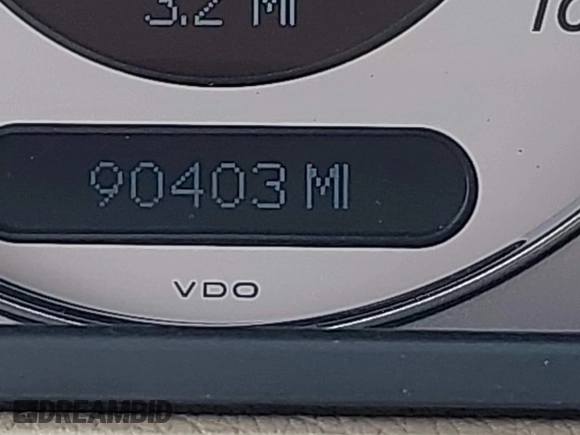 3.2 MI
90403 MI
VDO
DREAMBID